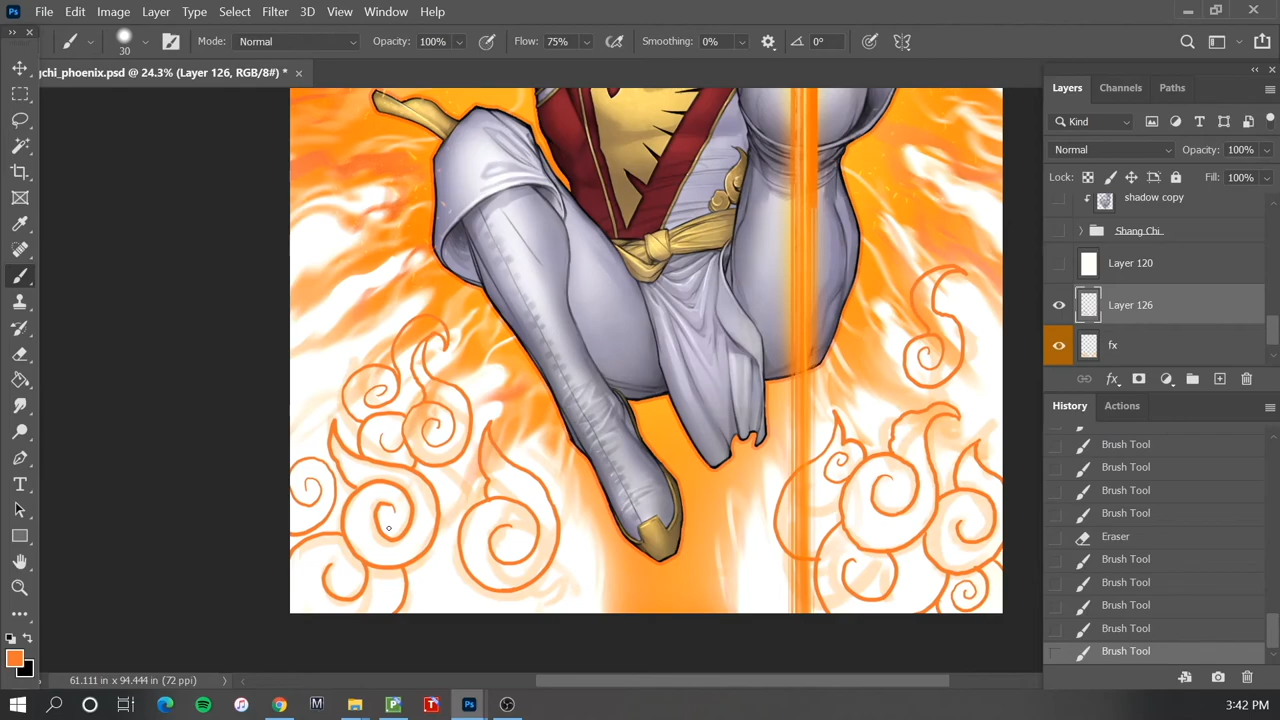 Ps File Edit Image Layer Type Select Filter 3D View Window Help
30 Mode: Normal Opacity: 100% Flow: 75% Smoothing: 0% 0°
gchi_phoenix.psd @ 24.3% (Layer 126, RGB/8#) *
Layers Channels Paths
Kind
Normal Opacity: 100%
Lock: Fill: 100%
shadow copy
Shang Chi
Layer 120
Layer 126
fx
fx
History Actions
Brush Tool
Brush Tool
Brush Tool
Brush Tool
Eraser
Brush Tool
Brush Tool
Brush Tool
Brush Tool
Brush Tool
61.111 in x 94.444 in (72 ppi)
3:42 PM